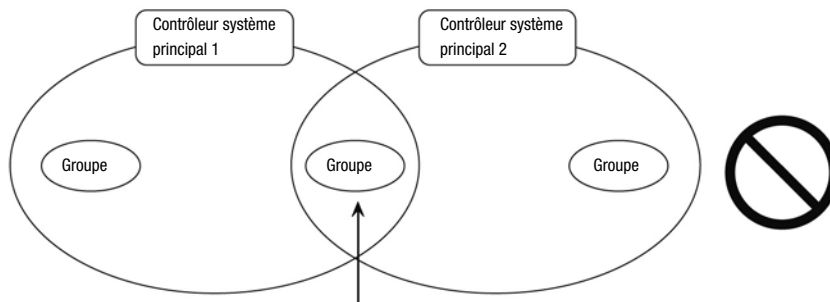 Contrôleur système
principal 1
Contrôleur système
principal 2
Groupe
Groupe
Groupe